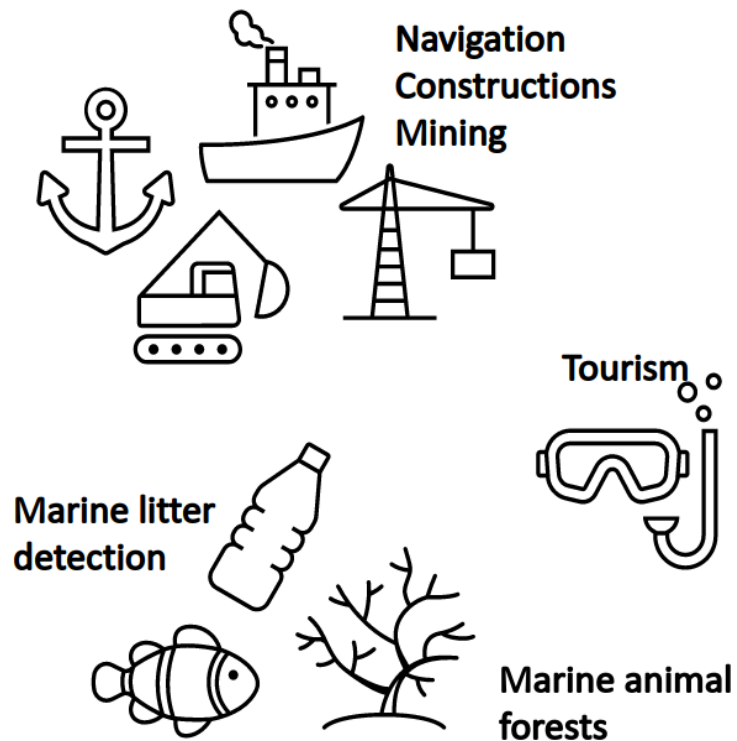 Navigation
Constructions
Mining
Tourism
Marine litter
detection
Marine animal
forests